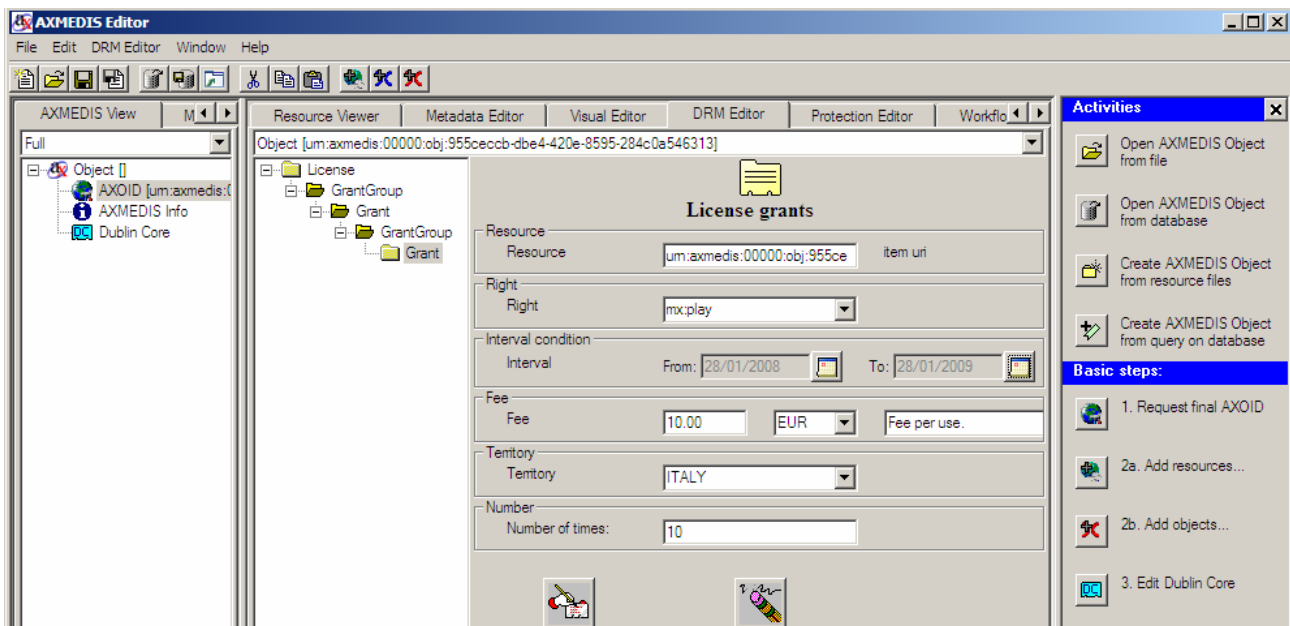 AXMEDIS Editor
File Edit DRM Editor Window Help
AXMEDIS View M
Full
Object []
AXOID [urn:axmedis:0
AXMEDIS Info
Dublin Core
Resource Viewer Metadata Editor Visual Editor DRM Editor Protection Editor Workflo
Object [urn:axmedis:00000:obj:955ceccb-dbe4-420e-8595-284c0a546313]
License
GrantGroup
Grant
GrantGroup
Grant
License grants
Resource
Resource urn:axmedis:00000:obj:955ce item uri
Right
Right mx:play
Interval condition
Interval From: 28/01/2008 To: 28/01/2009
Fee
Fee 10.00 EUR Fee per use.
Territory
Territory ITALY
Number
Number of times: 10
Activities
Open AXMEDIS Object
from file
Open AXMEDIS Object
from database
Create AXMEDIS Object
from resource files
Create AXMEDIS Object
from query on database
Basic steps:
1. Request final AXOID
2a. Add resources...
2b. Add objects...
3. Edit Dublin Core